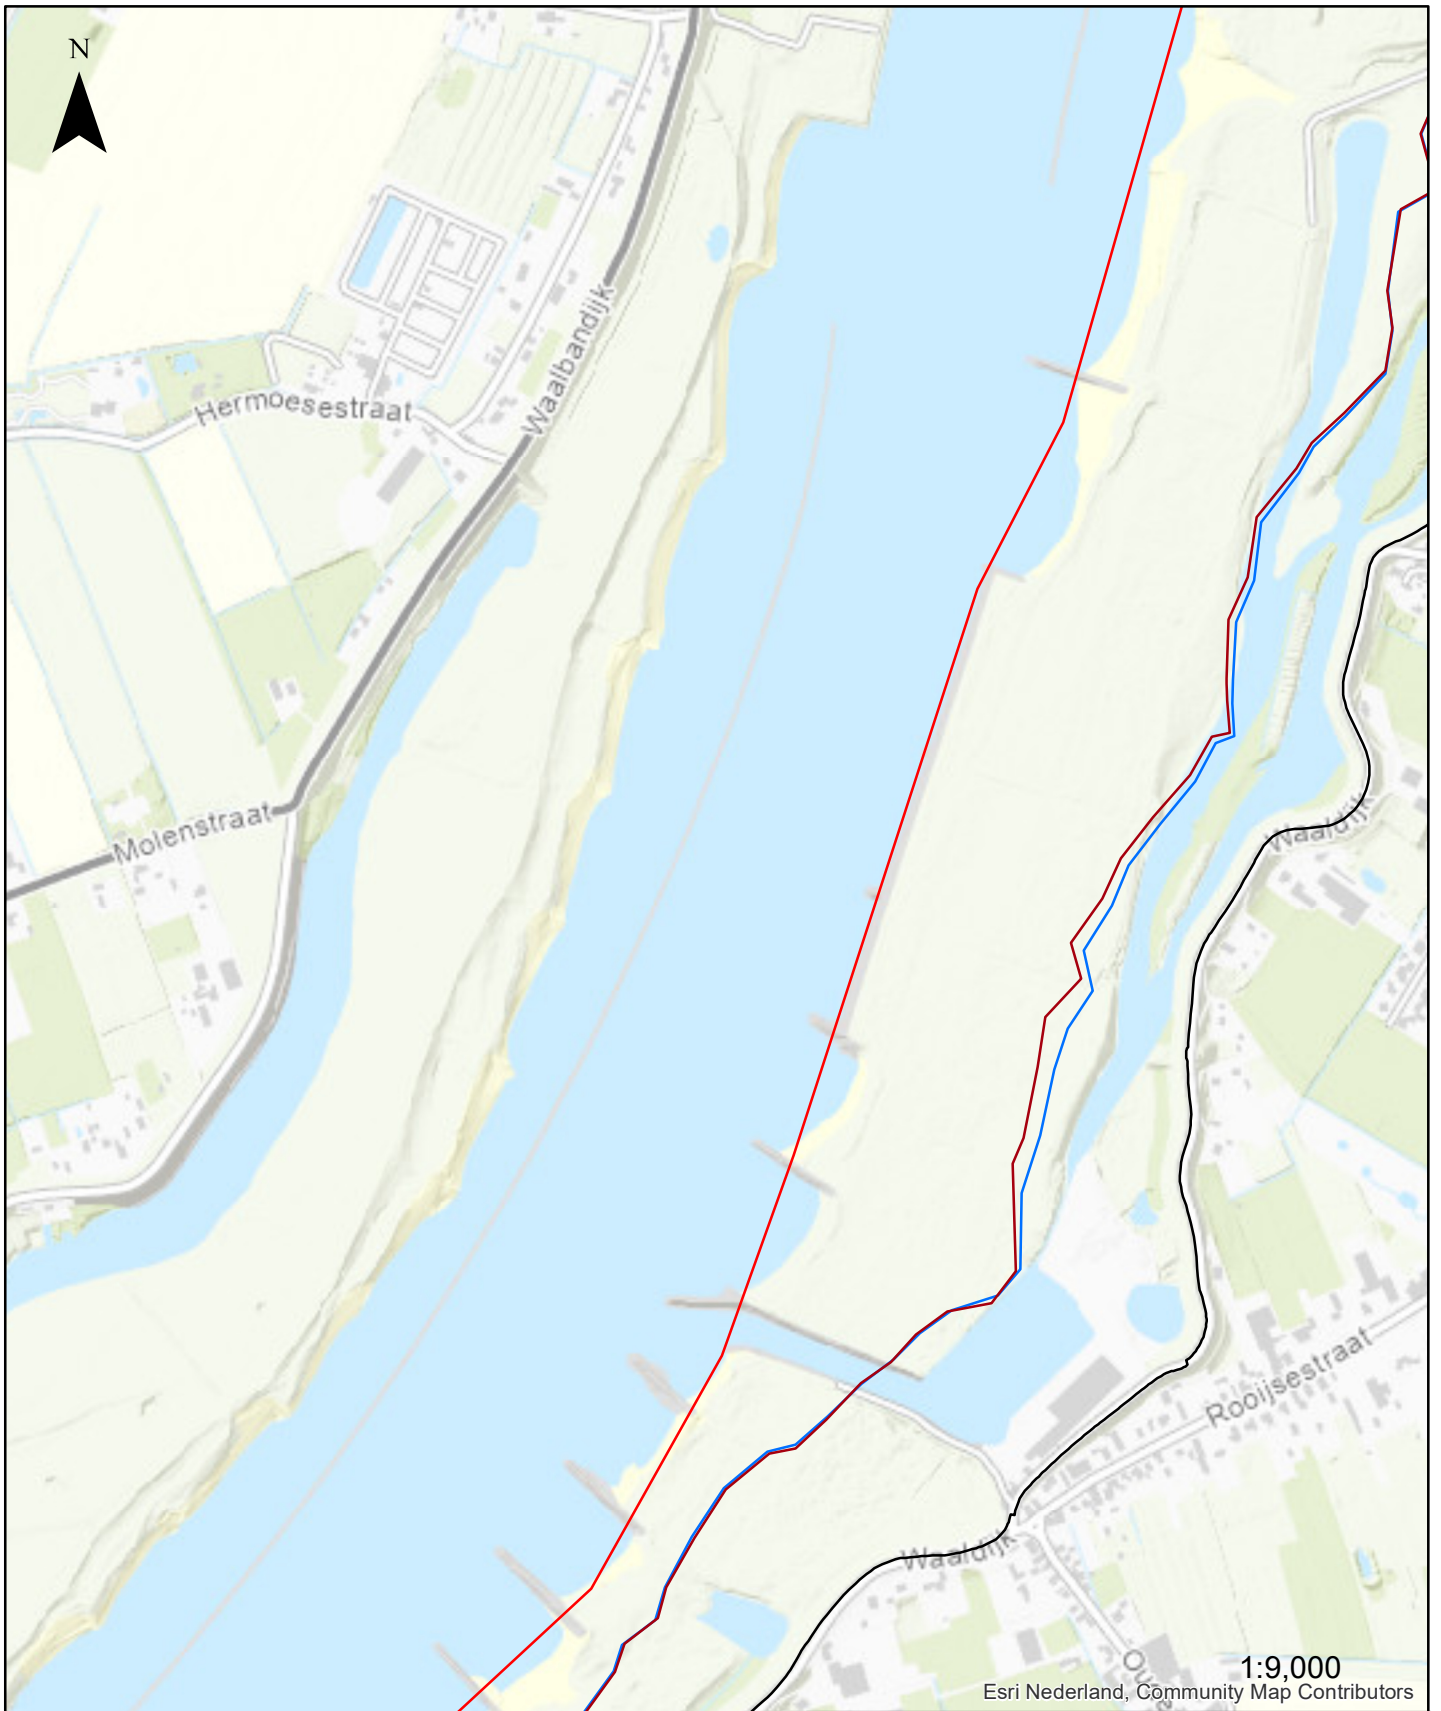 N
Waalbandijk
Hermoesestraat
Molenstraat
Waaldijk
Rooijsestraat
Waaldijk
1:9,000
Esri Nederland, Community Map Contributors